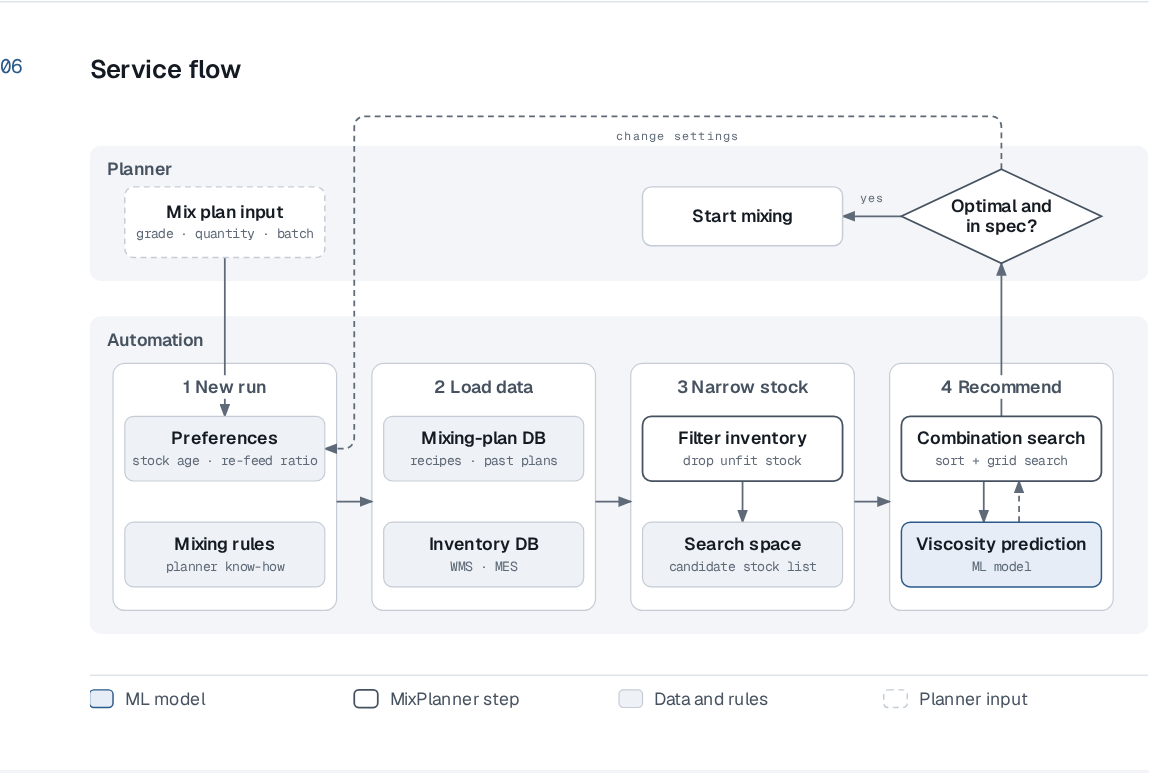 06
Service flow
change settings
Planner
Mix plan input
grade · quantity · batch
Start mixing
yes
Optimal and
in spec?
Automation
1 New run
Preferences
stock age · re-feed ratio
Mixing rules
planner know-how
2 Load data
Mixing-plan DB
recipes · past plans
Inventory DB
WMS · MES
3 Narrow stock
Filter inventory
drop unfit stock
Search space
candidate stock list
4 Recommend
Combination search
sort + grid search
Viscosity prediction
ML model
ML model
MixPlanner step
Data and rules
Planner input